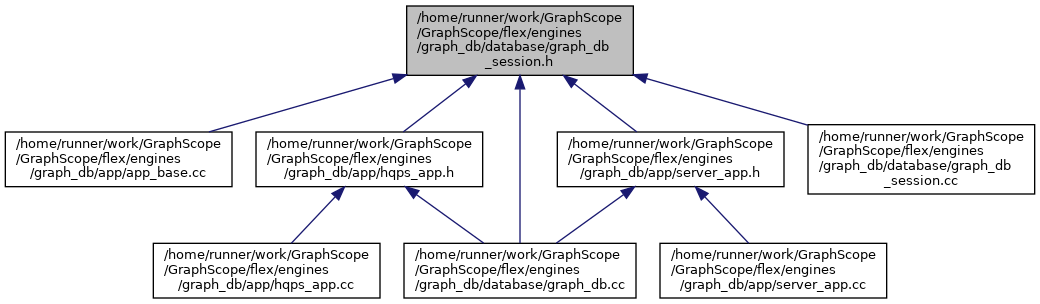 /home/runner/work/GraphScope
/GraphScope/flex/engines
/graph_db/database/graph_db
_session.h
/home/runner/work/GraphScope
/GraphScope/flex/engines
/graph_db/app/app_base.cc
/home/runner/work/GraphScope
/GraphScope/flex/engines
/graph_db/app/hqps_app.h
/home/runner/work/GraphScope
/GraphScope/flex/engines
/graph_db/app/server_app.h
/home/runner/work/GraphScope
/GraphScope/flex/engines
/graph_db/database/graph_db
_session.cc
/home/runner/work/GraphScope
/GraphScope/flex/engines
/graph_db/app/hqps_app.cc
/home/runner/work/GraphScope
/GraphScope/flex/engines
/graph_db/database/graph_db.cc
/home/runner/work/GraphScope
/GraphScope/flex/engines
/graph_db/app/server_app.cc